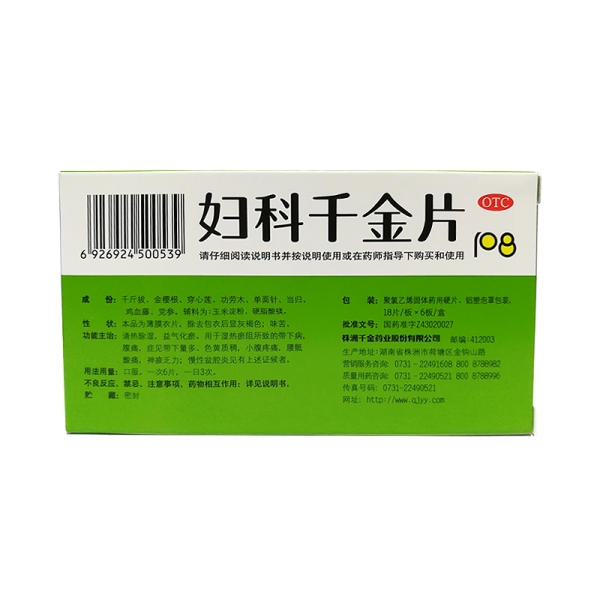 妇科千金片
OTC
108
请仔细阅读说明书并按说明使用或在药师指导下购买和使用
6 926924 500539
成 份：千斤拔、金樱根、穿心莲、功劳木、单面针、当归、
鸡血藤、党参。辅料为：玉米淀粉、硬脂酸镁。
性 状：本品为薄膜衣片，除去包衣后显灰褐色；味苦。
功能主治：清热除湿，益气化瘀。用于湿热瘀阻所致的带下病、
腹痛，症见带下量多、色黄质稠，小腹疼痛，腰骶
酸痛，神疲乏力；慢性盆腔炎见有上述证候者。
用法用量：口服。一次6片，一日3次。
不良反应、禁忌、注意事项、药物相互作用：详见说明书。
贮 藏：密封
包 装：聚氯乙烯固体药用硬片、铝塑泡罩包装，
18片/板×6板/盒
批准文号：国药准字Z43020027
株洲千金药业股份有限公司 邮编:412003
生产地址:湖南省株洲市荷塘区金钩山路
营销服务咨询: 0731-22491608 800 8788982
质量用药咨询: 0731-22490521 800 8788996
传真号码: 0731-22490521
网址: http://www.qjyy.com/